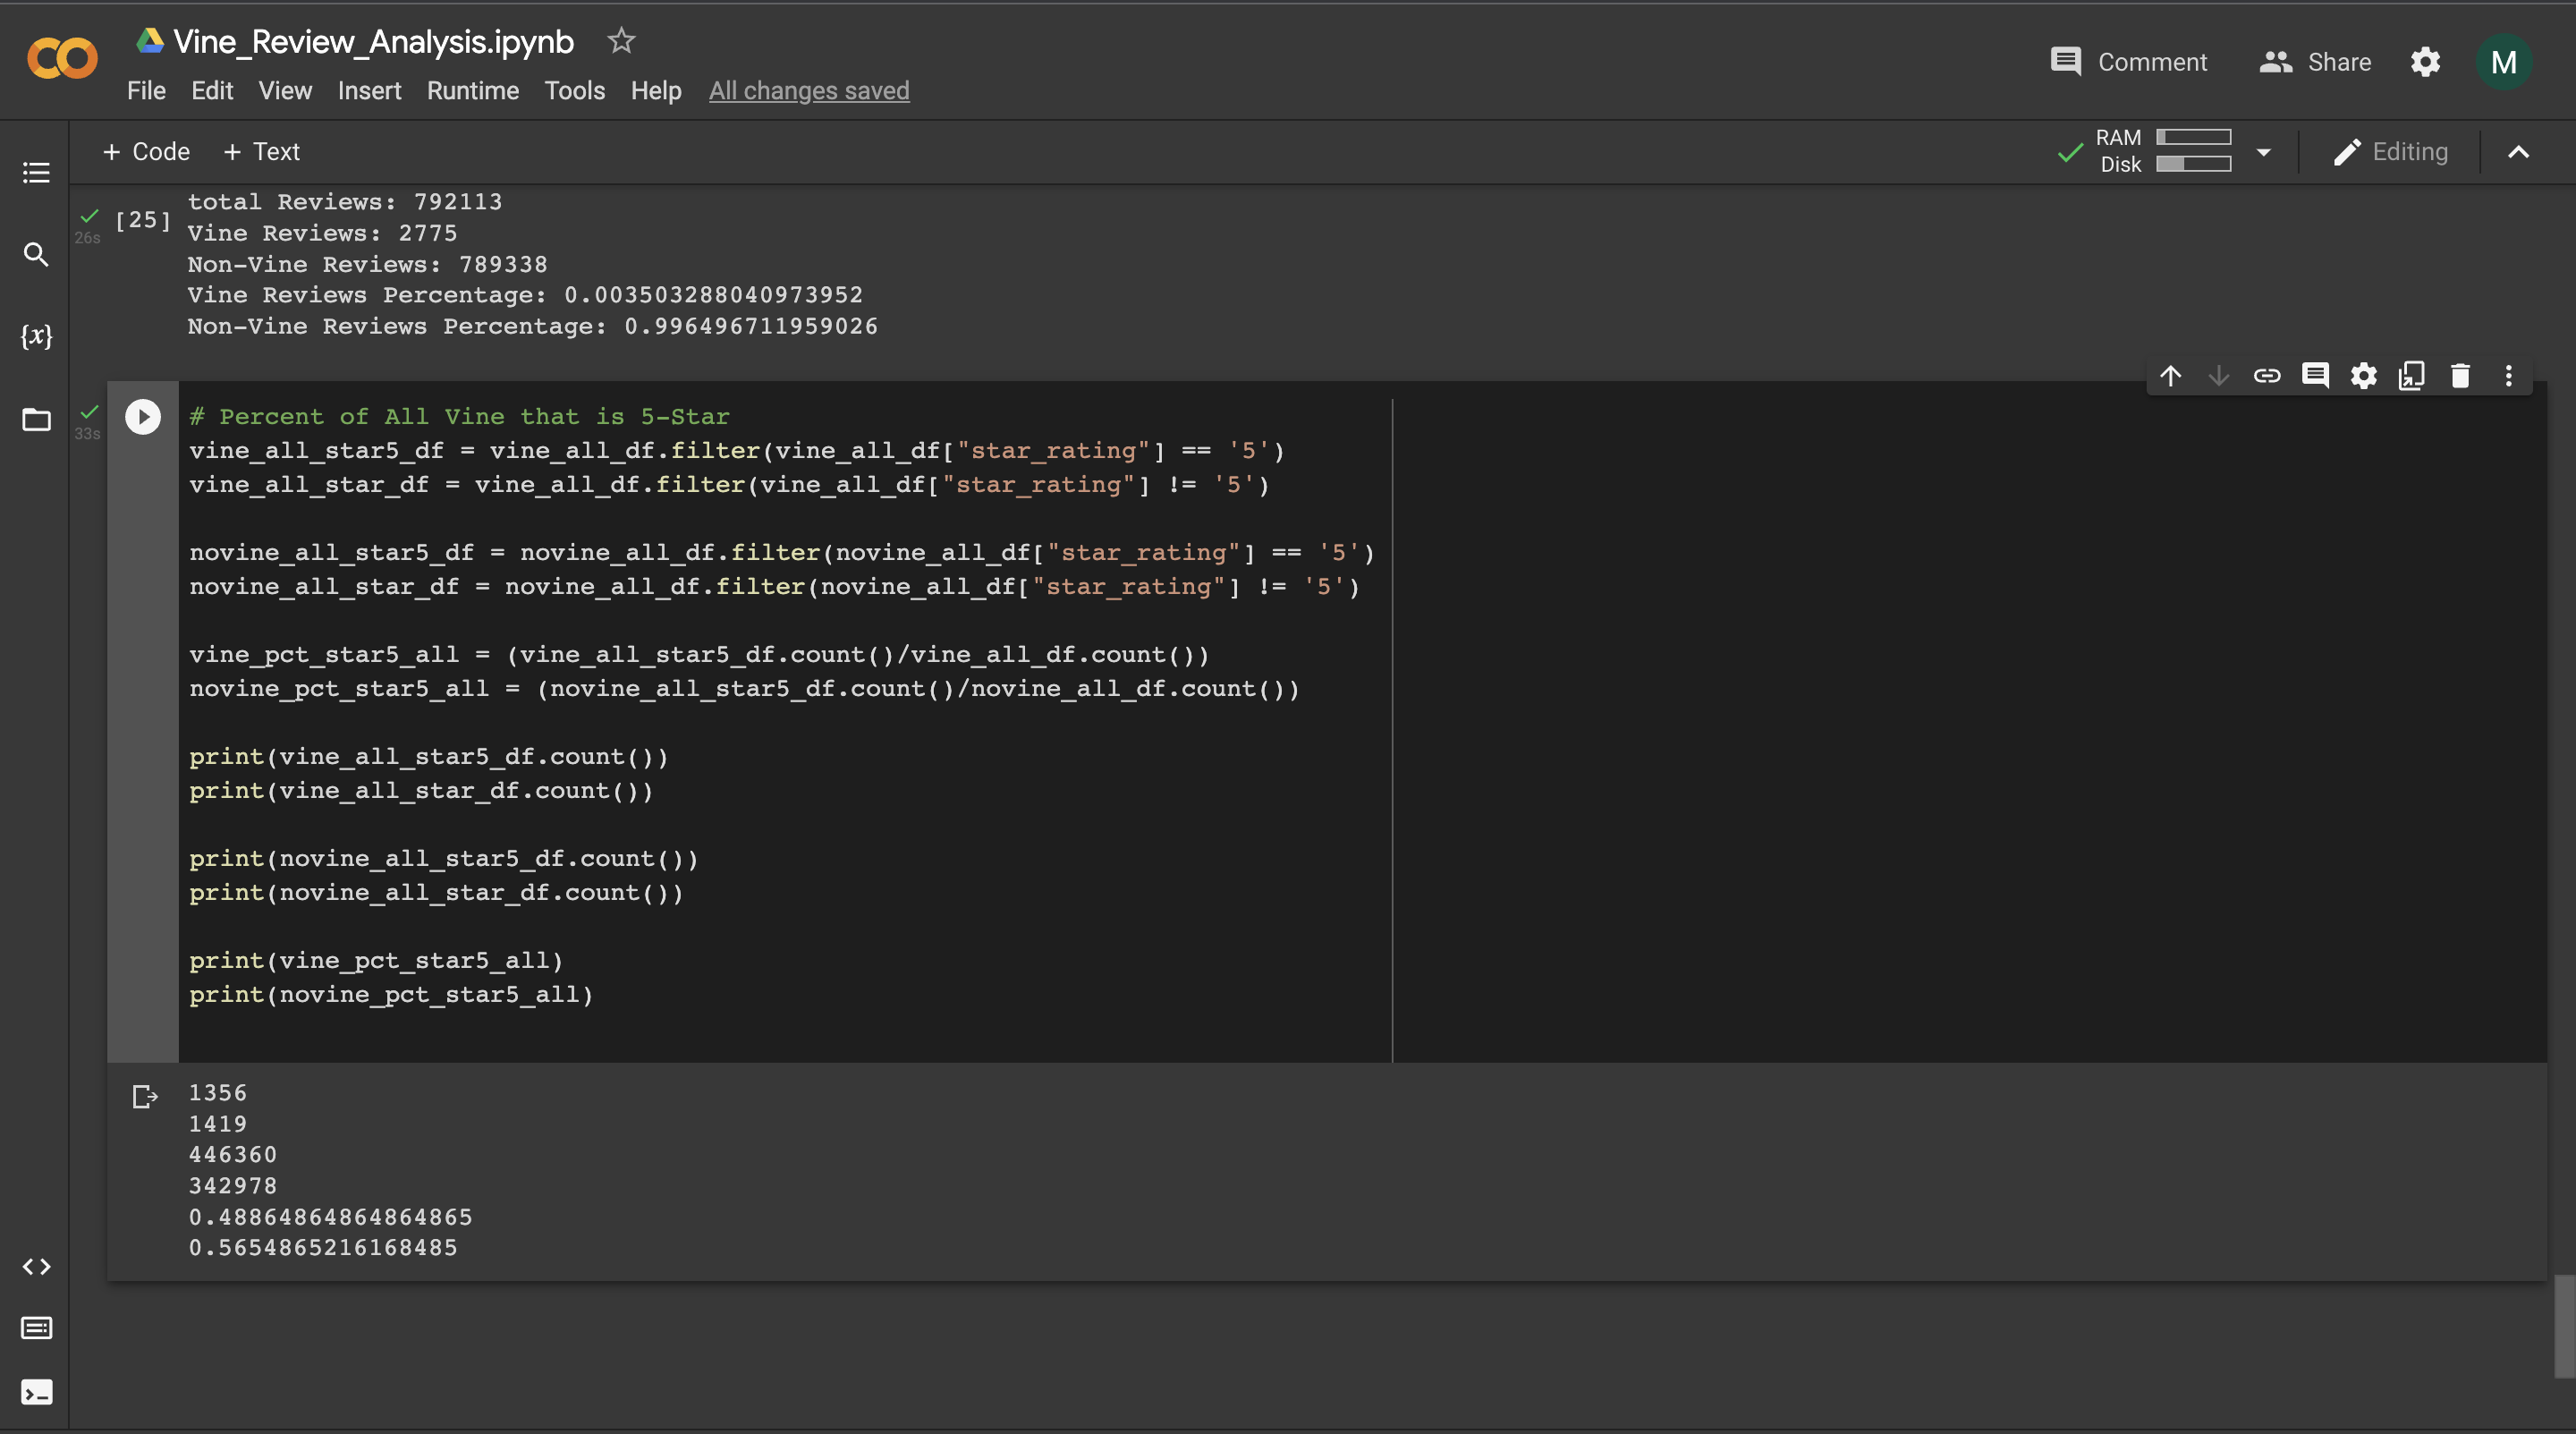 Vine_Review_Analysis.ipynb
Comment
Share
M
File Edit View Insert Runtime Tools Help All changes saved
+ Code + Text
RAM
Disk
Editing
[25]
26s
total Reviews: 792113
Vine Reviews: 2775
Non-Vine Reviews: 789338
Vine Reviews Percentage: 0.003503288040973952
Non-Vine Reviews Percentage: 0.996496711959026
{x}
33s
# Percent of All Vine that is 5-Star
vine_all_star5_df = vine_all_df.filter(vine_all_df["star_rating"] == '5')
vine_all_star_df = vine_all_df.filter(vine_all_df["star_rating"] != '5')
novine_all_star5_df = novine_all_df.filter(novine_all_df["star_rating"] == '5')
novine_all_star_df = novine_all_df.filter(novine_all_df["star_rating"] != '5')
vine_pct_star5_all = (vine_all_star5_df.count()/vine_all_df.count())
novine_pct_star5_all = (novine_all_star5_df.count()/novine_all_df.count())
print(vine_all_star5_df.count())
print(vine_all_star_df.count())
print(novine_all_star5_df.count())
print(novine_all_star_df.count())
print(vine_pct_star5_all)
print(novine_pct_star5_all)
1356
1419
446360
342978
0.48864864864864865
0.5654865216168485